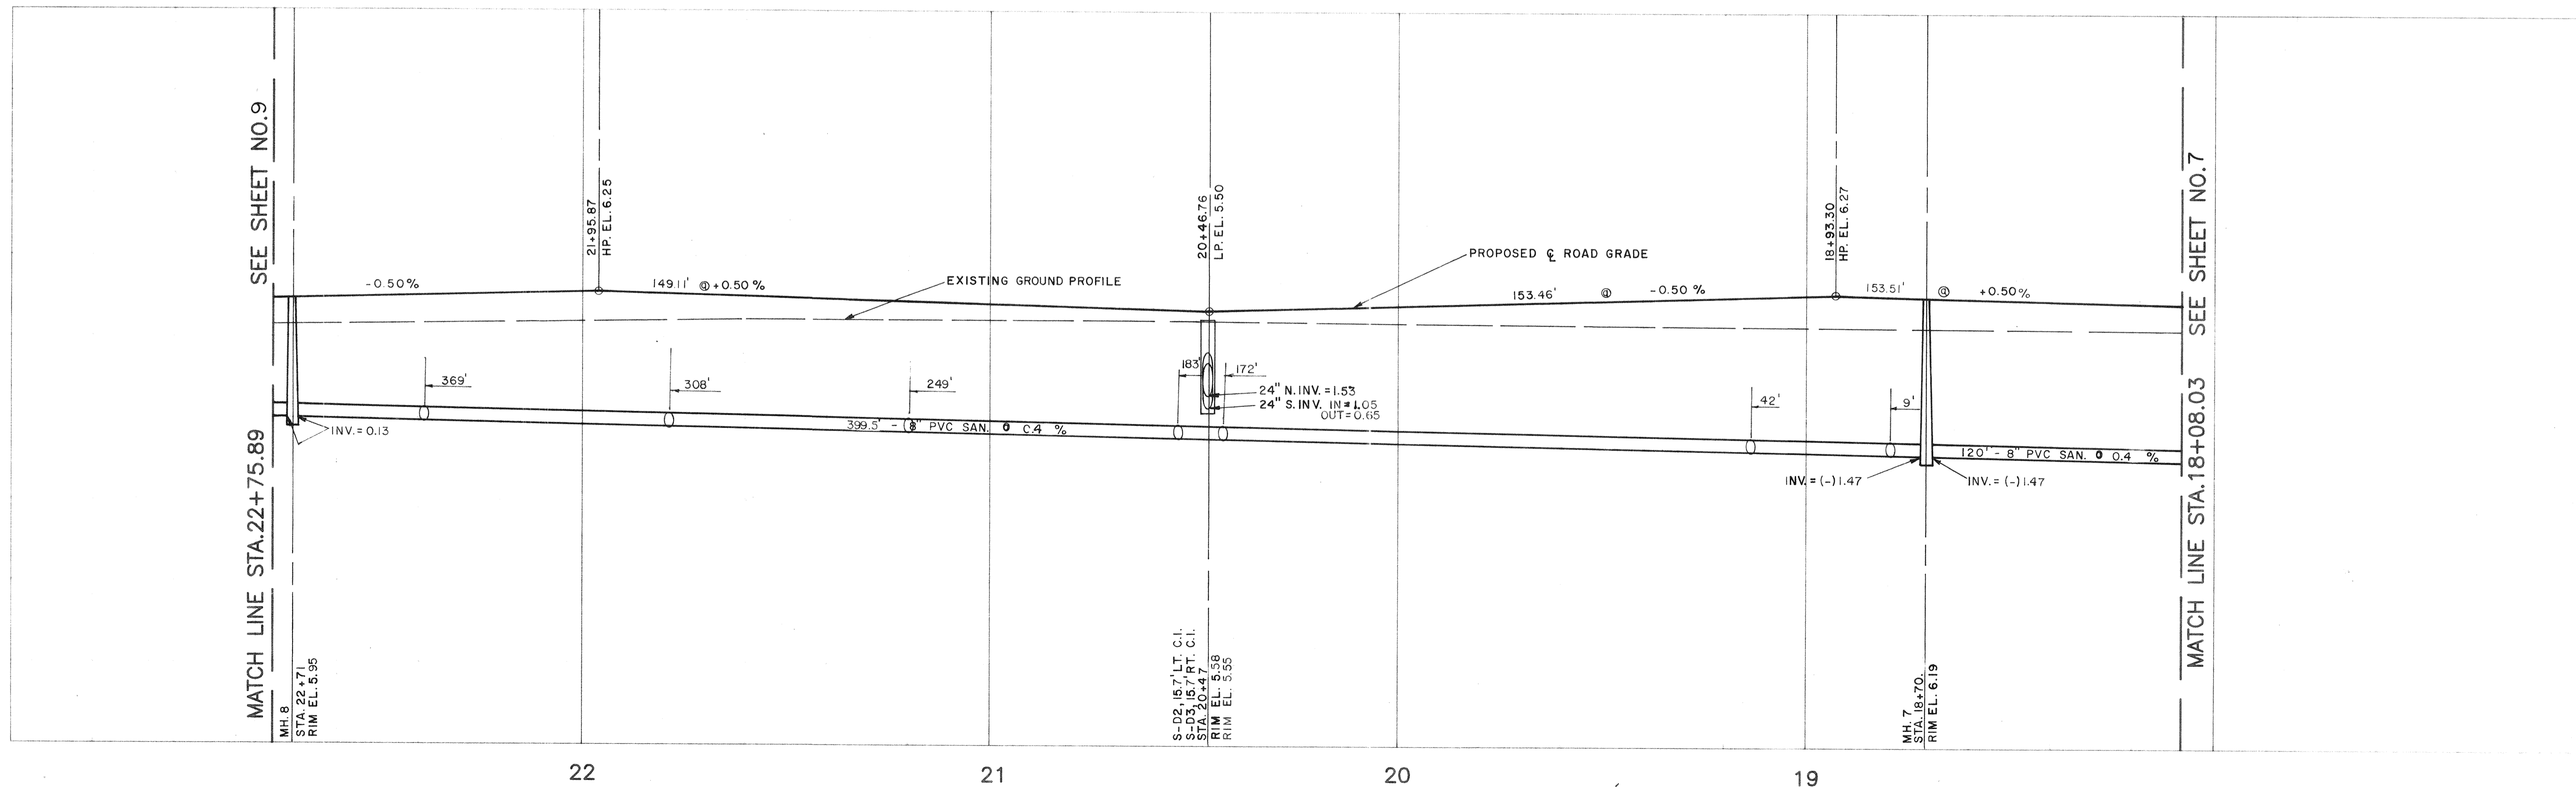 SEE SHEET NO.9
MATCH LINE STA.22+75.89
MH. 8
STA. 22+71
RIM EL. 5.95
-0.50%
21+95.87
HP. EL. 6.25
149.11' @ +0.50%
EXISTING GROUND PROFILE
20+46.76
L.P. EL. 5.50
PROPOSED ℄ ROAD GRADE
153.46' @ -0.50%
18+93.30
HP. EL. 6.27
153.51' @ +0.50%
SEE SHEET NO.7
MATCH LINE STA.18+08.03
369'
308'
249'
183'
172'
42'
9'
24" N. INV. = 1.53
24" S. INV. IN = 1.05
OUT = 0.65
INV. = 0.13
399.5' - 8" PVC SAN. @ 0.4 %
INV. = (-) 1.47
INV. = (-) 1.47
120' - 8" PVC SAN. @ 0.4 %
S-D2, 15.7' LT. C.I.
S-D3, 15.7' RT. C.I.
STA. 20+47
RIM EL. 5.58
RIM EL. 5.55
MH. 7
STA. 18+70.
RIM EL. 6.19
22
21
20
19